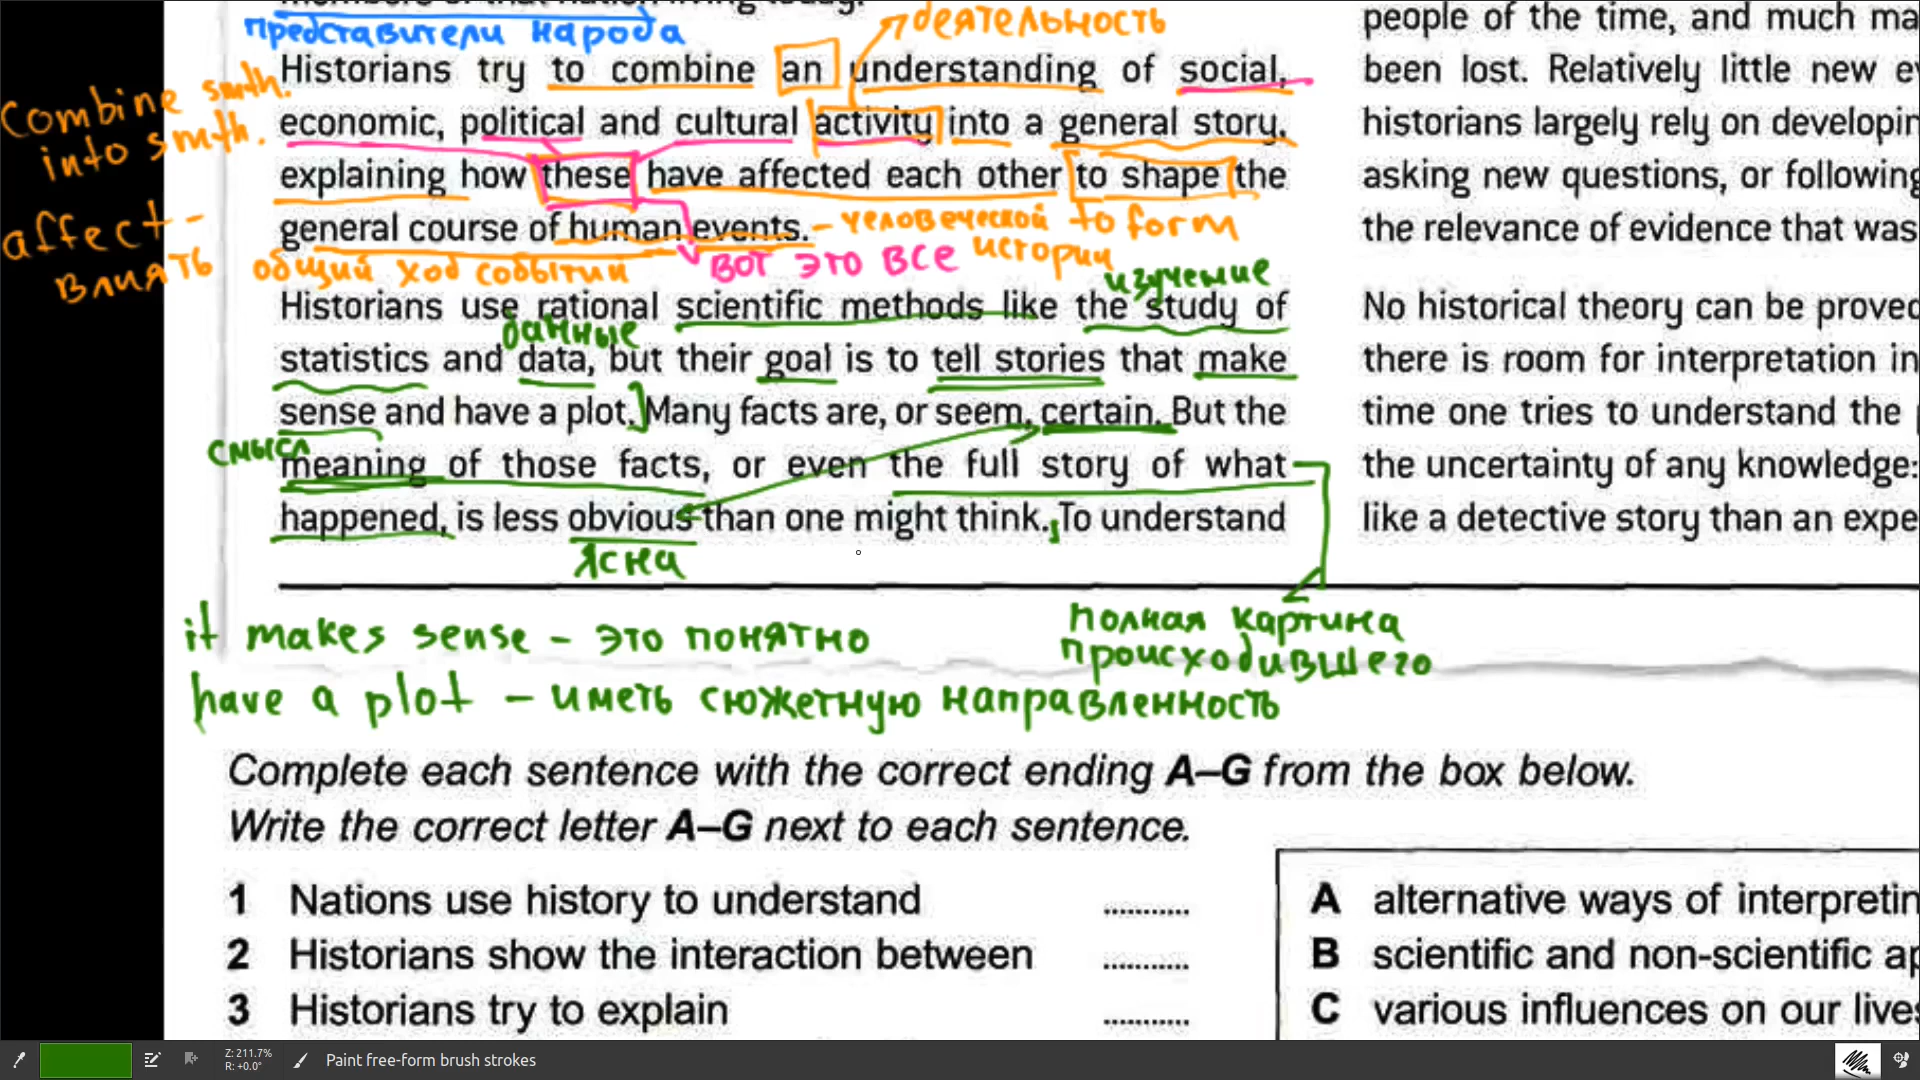 members of that nation living today.
представители народа
деятельность
Historians try to combine an understanding of social,
economic, political and cultural activity into a general story,
explaining how these have affected each other to shape the
general course of human events. - человеческой to form
истории
combine smth.
into smth.
affect -
влиять
общий ход событий
вот это все
изучение
Historians use rational scientific methods like the study of
данные
statistics and data, but their goal is to tell stories that make
sense and have a plot. Many facts are, or seem, certain. But the
смысл
meaning of those facts, or even the full story of what
happened, is less obvious than one might think. To understand
ясна
people of the time, and much ma
been lost. Relatively little new e
historians largely rely on developin
asking new questions, or following
the relevance of evidence that was
No historical theory can be proved
there is room for interpretation in
time one tries to understand the
the uncertainty of any knowledge:
like a detective story than an expe
полная картина
происходившего
it makes sense - это понятно
have a plot - иметь сюжетную направленность
Complete each sentence with the correct ending A–G from the box below.
Write the correct letter A–G next to each sentence.
1 Nations use history to understand ...........
2 Historians show the interaction between ...........
3 Historians try to explain ...........
A alternative ways of interpretin
B scientific and non-scientific ap
C various influences on our lives
Z: 211.7%
R: +0.0°
Paint free-form brush strokes